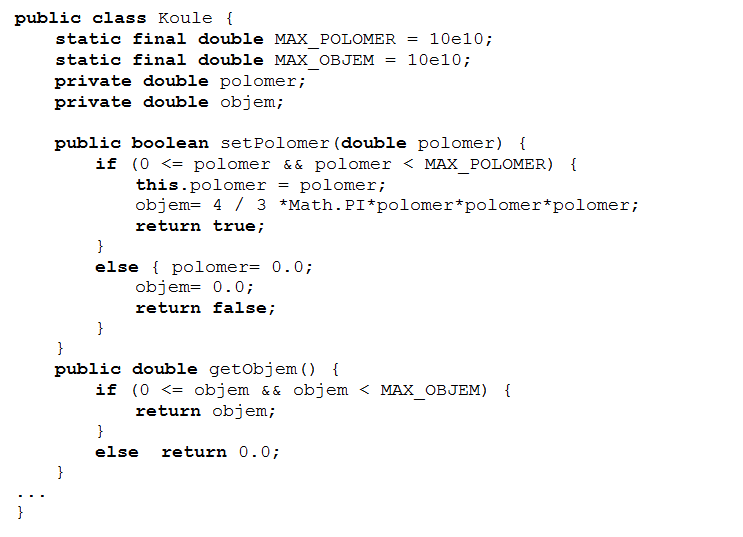 public class Koule {
    static final double MAX_POLOMER = 10e10;
    static final double MAX_OBJEM = 10e10;
    private double polomer;
    private double objem;

    public boolean setPolomer(double polomer) {
        if (0 <= polomer && polomer < MAX_POLOMER) {
            this.polomer = polomer;
            objem= 4 / 3 *Math.PI*polomer*polomer*polomer;
            return true;
        }
        else { polomer= 0.0;
            objem= 0.0;
            return false;
        }
    }
    public double getObjem() {
        if (0 <= objem && objem < MAX_OBJEM) {
            return objem;
        }
        else  return 0.0;
    }
...
}